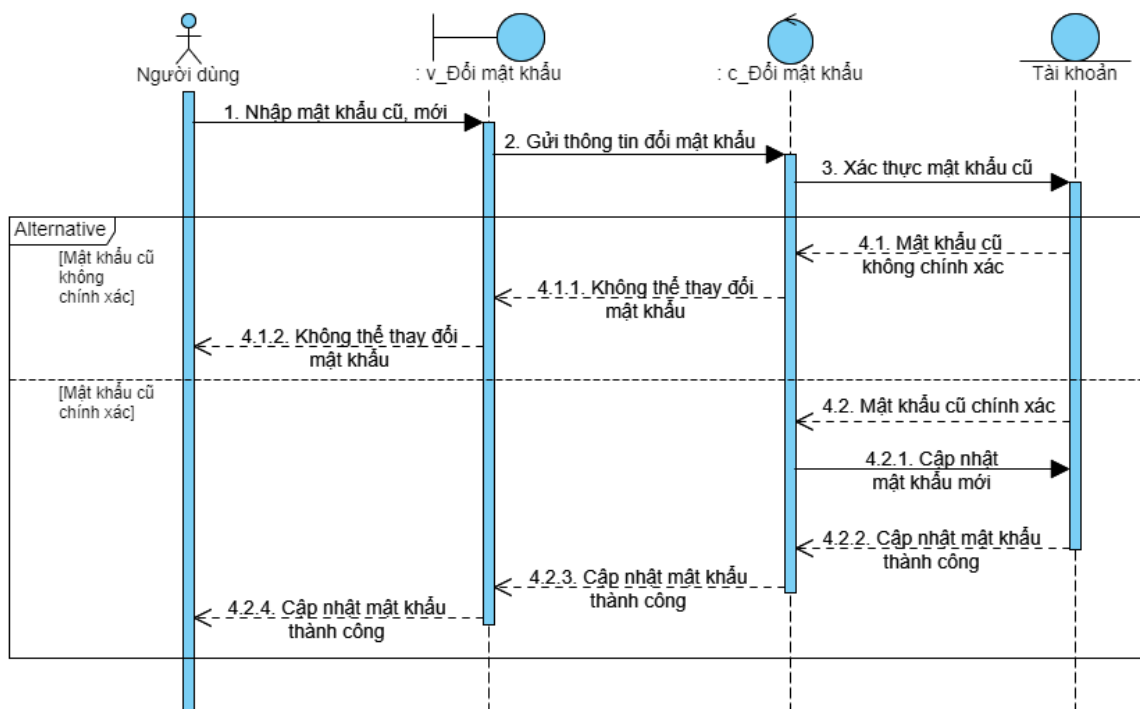 Người dùng
: v_Đổi mật khẩu
: c_Đổi mật khẩu
Tài khoản
1. Nhập mật khẩu cũ, mới
2. Gửi thông tin đổi mật khẩu
3. Xác thực mật khẩu cũ
Alternative
[Mật khẩu cũ
không
chính xác]
4.1. Mật khẩu cũ
không chính xác
4.1.1. Không thể thay đổi
mật khẩu
4.1.2. Không thể thay đổi
mật khẩu
[Mật khẩu cũ
chính xác]
4.2. Mật khẩu cũ chính xác
4.2.1. Cập nhật
mật khẩu mới
4.2.2. Cập nhật mật khẩu
thành công
4.2.3. Cập nhật mật khẩu
thành công
4.2.4. Cập nhật mật khẩu
thành công